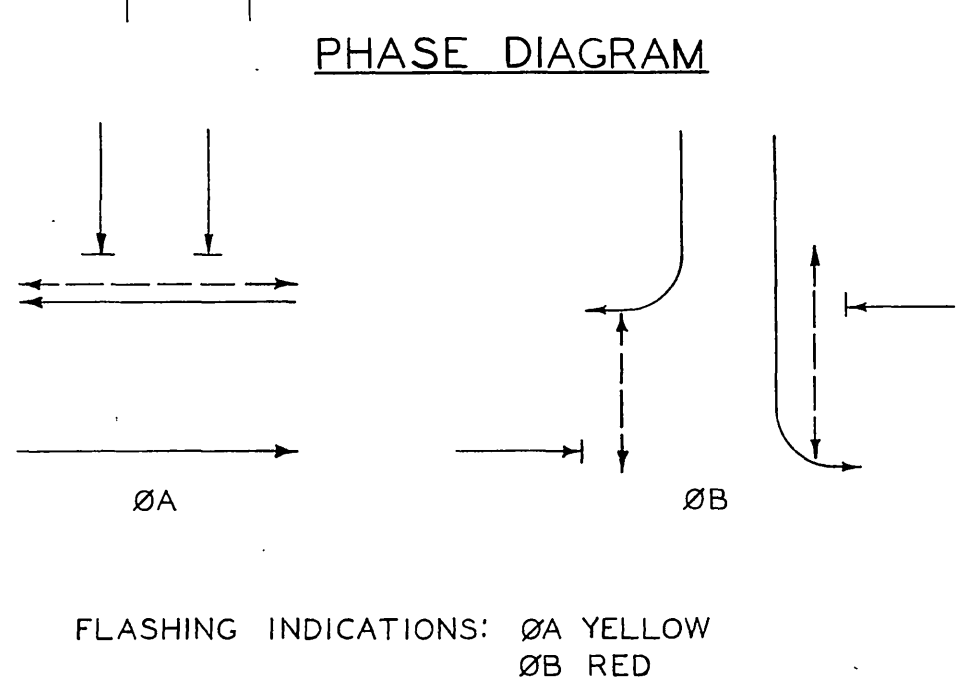 PHASE DIAGRAM
ØA
ØB
FLASHING INDICATIONS: ØA YELLOW
ØB RED